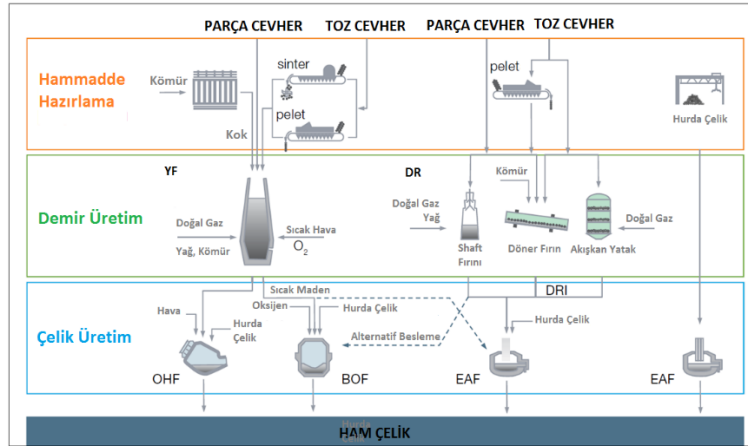 PARÇA CEVHER
TOZ CEVHER
PARÇA CEVHER
TOZ CEVHER
Hammadde
Hazırlama
Kömür
Kok
sinter
pelet
pelet
Hurda Çelik
YF
DR
Demir Üretim
Doğal Gaz
Yağ, Kömür
Sıcak Hava
O2
Doğal Gaz
Yağ
Shaft
Fırını
Kömür
Döner Fırın
Akışkan Yatak
Doğal Gaz
Çelik Üretim
Sıcak Maden
DRI
Hava
Hurda
Çelik
Oksijen
Hurda Çelik
Alternatif Besleme
Hurda Çelik
OHF
BOF
EAF
EAF
HAM ÇELİK